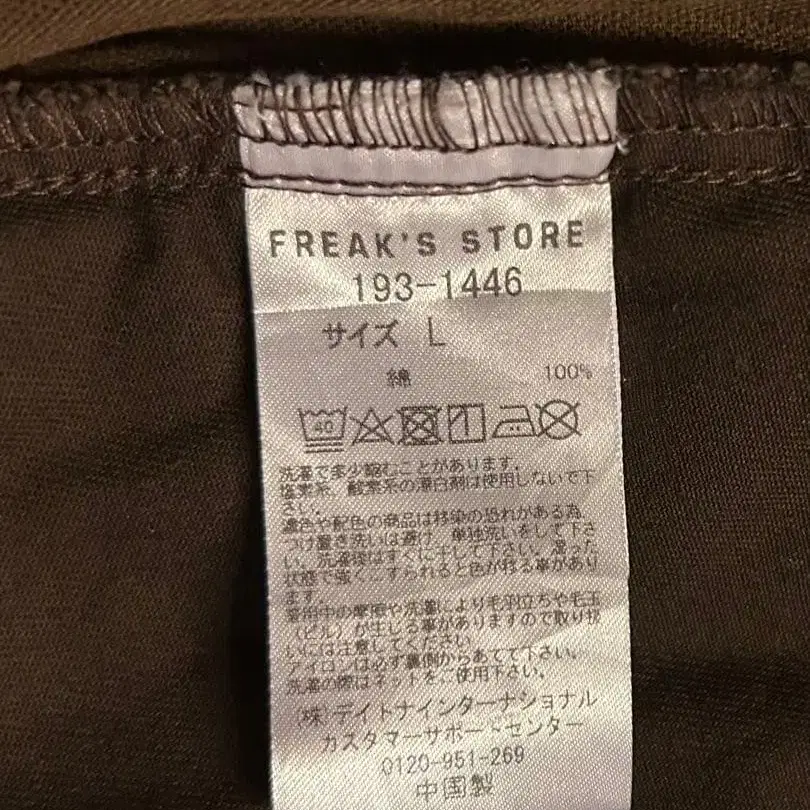 FREAK'S STORE
193-1446
サイズ L
綿 100%
40
洗濯で多少縮むことがあります。
塩素系、酸素系の漂白剤は使用しないで下
さい。
濃色や配色の商品は移染の恐れがある為、
つけ置き洗いは避け、単独洗いをして下さ
い。洗濯後はすぐに干して下さい。湿った
状態で強くこすられると色が移る事があり
ます。
着用中の摩擦や洗濯により毛羽立ちや毛玉
(ピル)が生じる事がありますので取り扱
いには注意してください。
アイロンは必ず裏側からあてて下さい。
洗濯の際はネットをご使用下さい。
(株)デイトナインターナショナル
カスタマーサポートセンター
0120-951-269
中国製